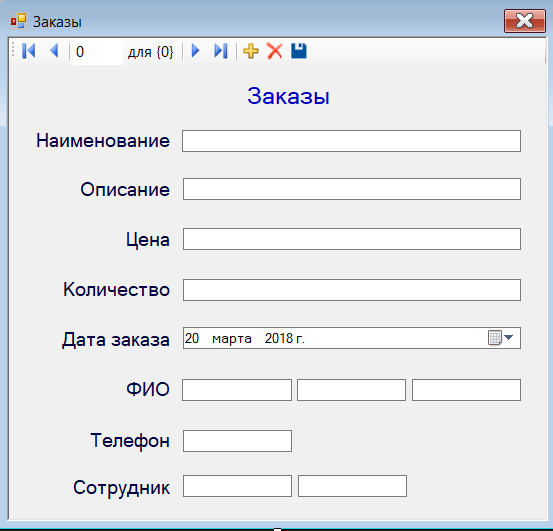 Заказы
0 для {0}
Заказы
Наименование
Описание
Цена
Количество
Дата заказа 20 марта 2018 г.
ФИО
Телефон
Сотрудник